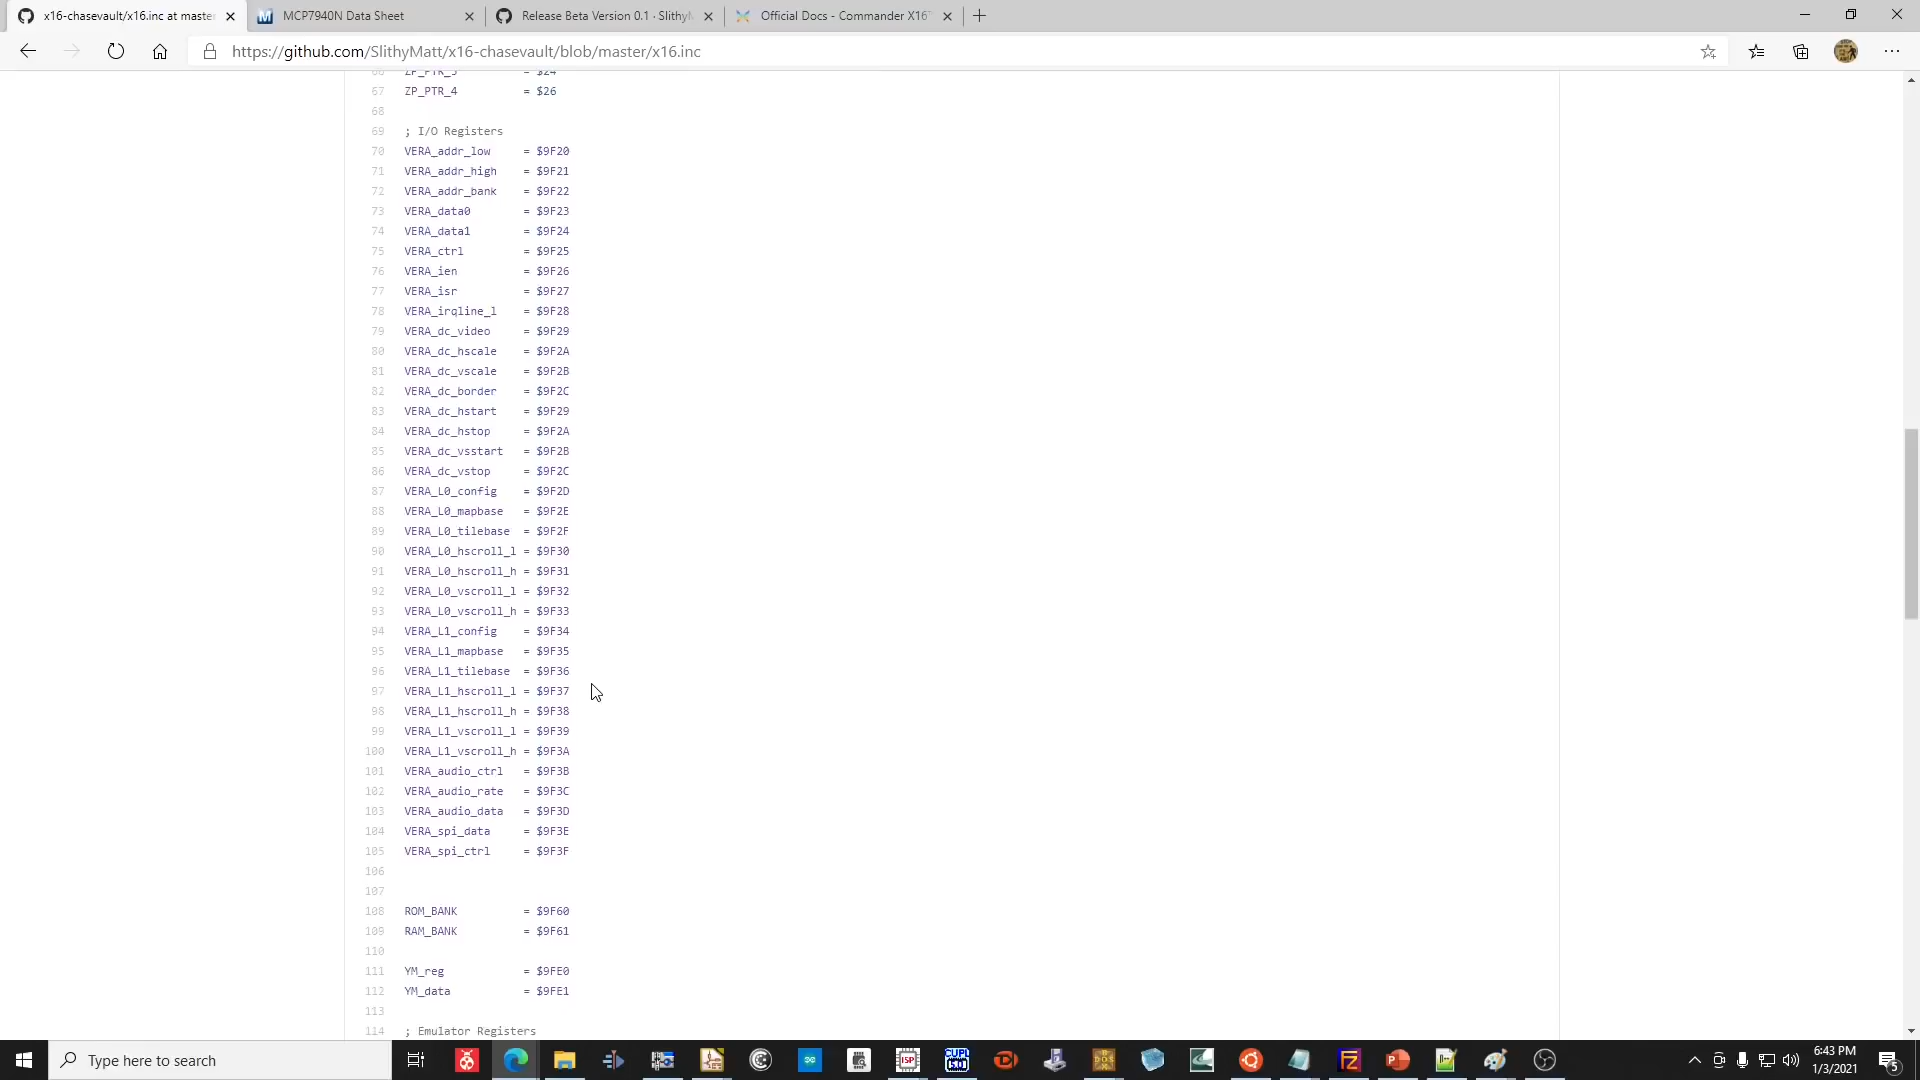 x16-chasevault/x16.inc at master
MCP7940N Data Sheet
Release Beta Version 0.1 · Slithy
Official Docs - Commander X16
https://github.com/SlithyMatt/x16-chasevault/blob/master/x16.inc
67 ZP_PTR_4 = $26
68
69 ; I/O Registers
70 VERA_addr_low = $9F20
71 VERA_addr_high = $9F21
72 VERA_addr_bank = $9F22
73 VERA_data0 = $9F23
74 VERA_data1 = $9F24
75 VERA_ctrl = $9F25
76 VERA_ien = $9F26
77 VERA_isr = $9F27
78 VERA_irqline_l = $9F28
79 VERA_dc_video = $9F29
80 VERA_dc_hscale = $9F2A
81 VERA_dc_vscale = $9F2B
82 VERA_dc_border = $9F2C
83 VERA_dc_hstart = $9F29
84 VERA_dc_hstop = $9F2A
85 VERA_dc_vsstart = $9F2B
86 VERA_dc_vstop = $9F2C
87 VERA_L0_config = $9F2D
88 VERA_L0_mapbase = $9F2E
89 VERA_L0_tilebase = $9F2F
90 VERA_L0_hscroll_l = $9F30
91 VERA_L0_hscroll_h = $9F31
92 VERA_L0_vscroll_l = $9F32
93 VERA_L0_vscroll_h = $9F33
94 VERA_L1_config = $9F34
95 VERA_L1_mapbase = $9F35
96 VERA_L1_tilebase = $9F36
97 VERA_L1_hscroll_l = $9F37
98 VERA_L1_hscroll_h = $9F38
99 VERA_L1_vscroll_l = $9F39
100 VERA_L1_vscroll_h = $9F3A
101 VERA_audio_ctrl = $9F3B
102 VERA_audio_rate = $9F3C
103 VERA_audio_data = $9F3D
104 VERA_spi_data = $9F3E
105 VERA_spi_ctrl = $9F3F
106
107
108 ROM_BANK = $9F60
109 RAM_BANK = $9F61
110
111 YM_reg = $9FE0
112 YM_data = $9FE1
113
114 ; Emulator Registers
Type here to search
ISP
CUPL
DOS
6:43 PM
1/3/2021
5